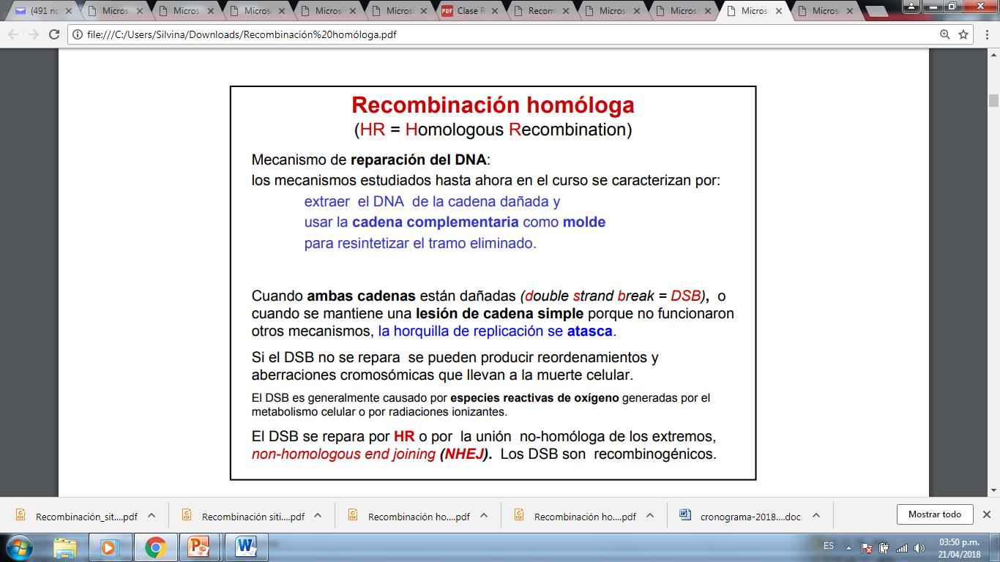 (491 no
Micros
Micros
Micros
Micros
Micros
PDF Clase R
Recomi
Micros
Micros
Micros
Micros
file:///C:/Users/Silvina/Downloads/Recombinación%20homóloga.pdf
Recombinación homóloga
(HR = Homologous Recombination)
Mecanismo de reparación del DNA:
los mecanismos estudiados hasta ahora en el curso se caracterizan por:
extraer el DNA de la cadena dañada y
usar la cadena complementaria como molde
para resintetizar el tramo eliminado.
Cuando ambas cadenas están dañadas (double strand break = DSB), o
cuando se mantiene una lesión de cadena simple porque no funcionaron
otros mecanismos, la horquilla de replicación se atasca.
Si el DSB no se repara se pueden producir reordenamientos y
aberraciones cromosómicas que llevan a la muerte celular.
El DSB es generalmente causado por especies reactivas de oxígeno generadas por el
metabolismo celular o por radiaciones ionizantes.
El DSB se repara por HR o por la unión no-homóloga de los extremos,
non-homologous end joining (NHEJ). Los DSB son recombinogénicos.
Recombinación_sit....pdf
Recombinación siti....pdf
Recombinación ho....pdf
Recombinación ho....pdf
cronograma-2018....doc
Mostrar todo
ES
03:50 p.m.
21/04/2018